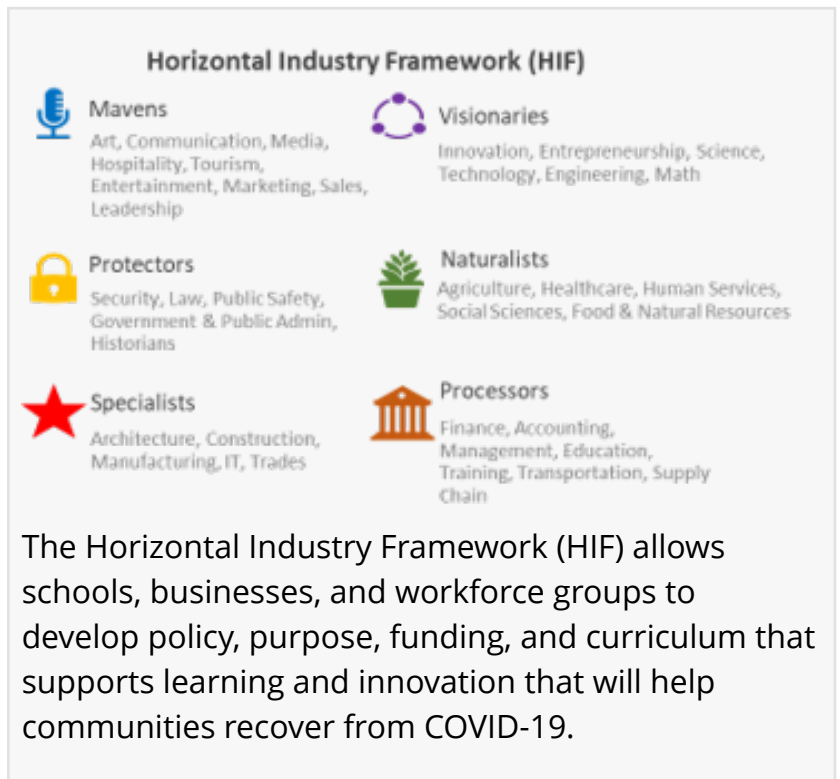 Horizontal Industry Framework (HIF)
Mavens
Art, Communication, Media,
Hospitality, Tourism,
Entertainment, Marketing, Sales,
Leadership
Visionaries
Innovation, Entrepreneurship, Science,
Technology, Engineering, Math
Protectors
Security, Law, Public Safety,
Government & Public Admin,
Historians
Naturalists
Agriculture, Healthcare, Human Services,
Social Sciences, Food & Natural Resources
Specialists
Architecture, Construction,
Manufacturing, IT, Trades
Processors
Finance, Accounting,
Management, Education,
Training, Transportation, Supply
Chain
The Horizontal Industry Framework (HIF) allows
schools, businesses, and workforce groups to
develop policy, purpose, funding, and curriculum that
supports learning and innovation that will help
communities recover from COVID-19.